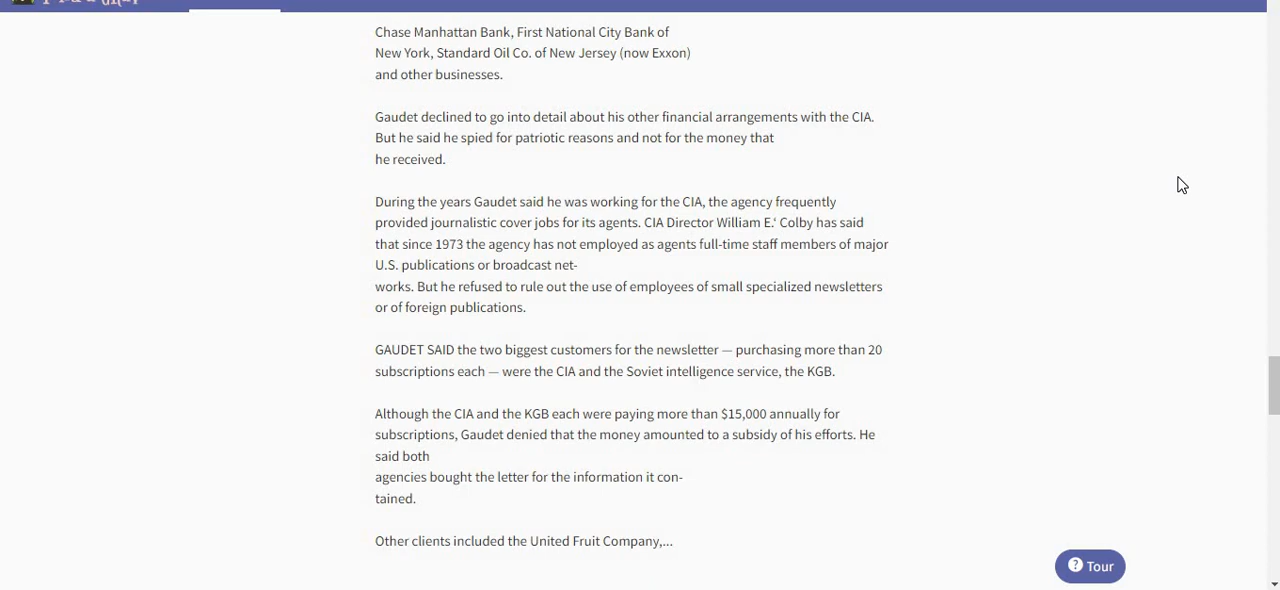 Chase Manhattan Bank, First National City Bank of
New York, Standard Oil Co. of New Jersey (now Exxon)
and other businesses.
Gaudet declined to go into detail about his other financial arrangements with the CIA.
But he said he spied for patriotic reasons and not for the money that
he received.
During the years Gaudet said he was working for the CIA, the agency frequently
provided journalistic cover jobs for its agents. CIA Director William E.‘ Colby has said
that since 1973 the agency has not employed as agents full-time staff members of major
U.S. publications or broadcast net-
works. But he refused to rule out the use of employees of small specialized newsletters
or of foreign publications.
GAUDET SAID the two biggest customers for the newsletter — purchasing more than 20
subscriptions each — were the CIA and the Soviet intelligence service, the KGB.
Although the CIA and the KGB each were paying more than $15,000 annually for
subscriptions, Gaudet denied that the money amounted to a subsidy of his efforts. He
said both
agencies bought the letter for the information it con-
tained.
Other clients included the United Fruit Company,...
Tour